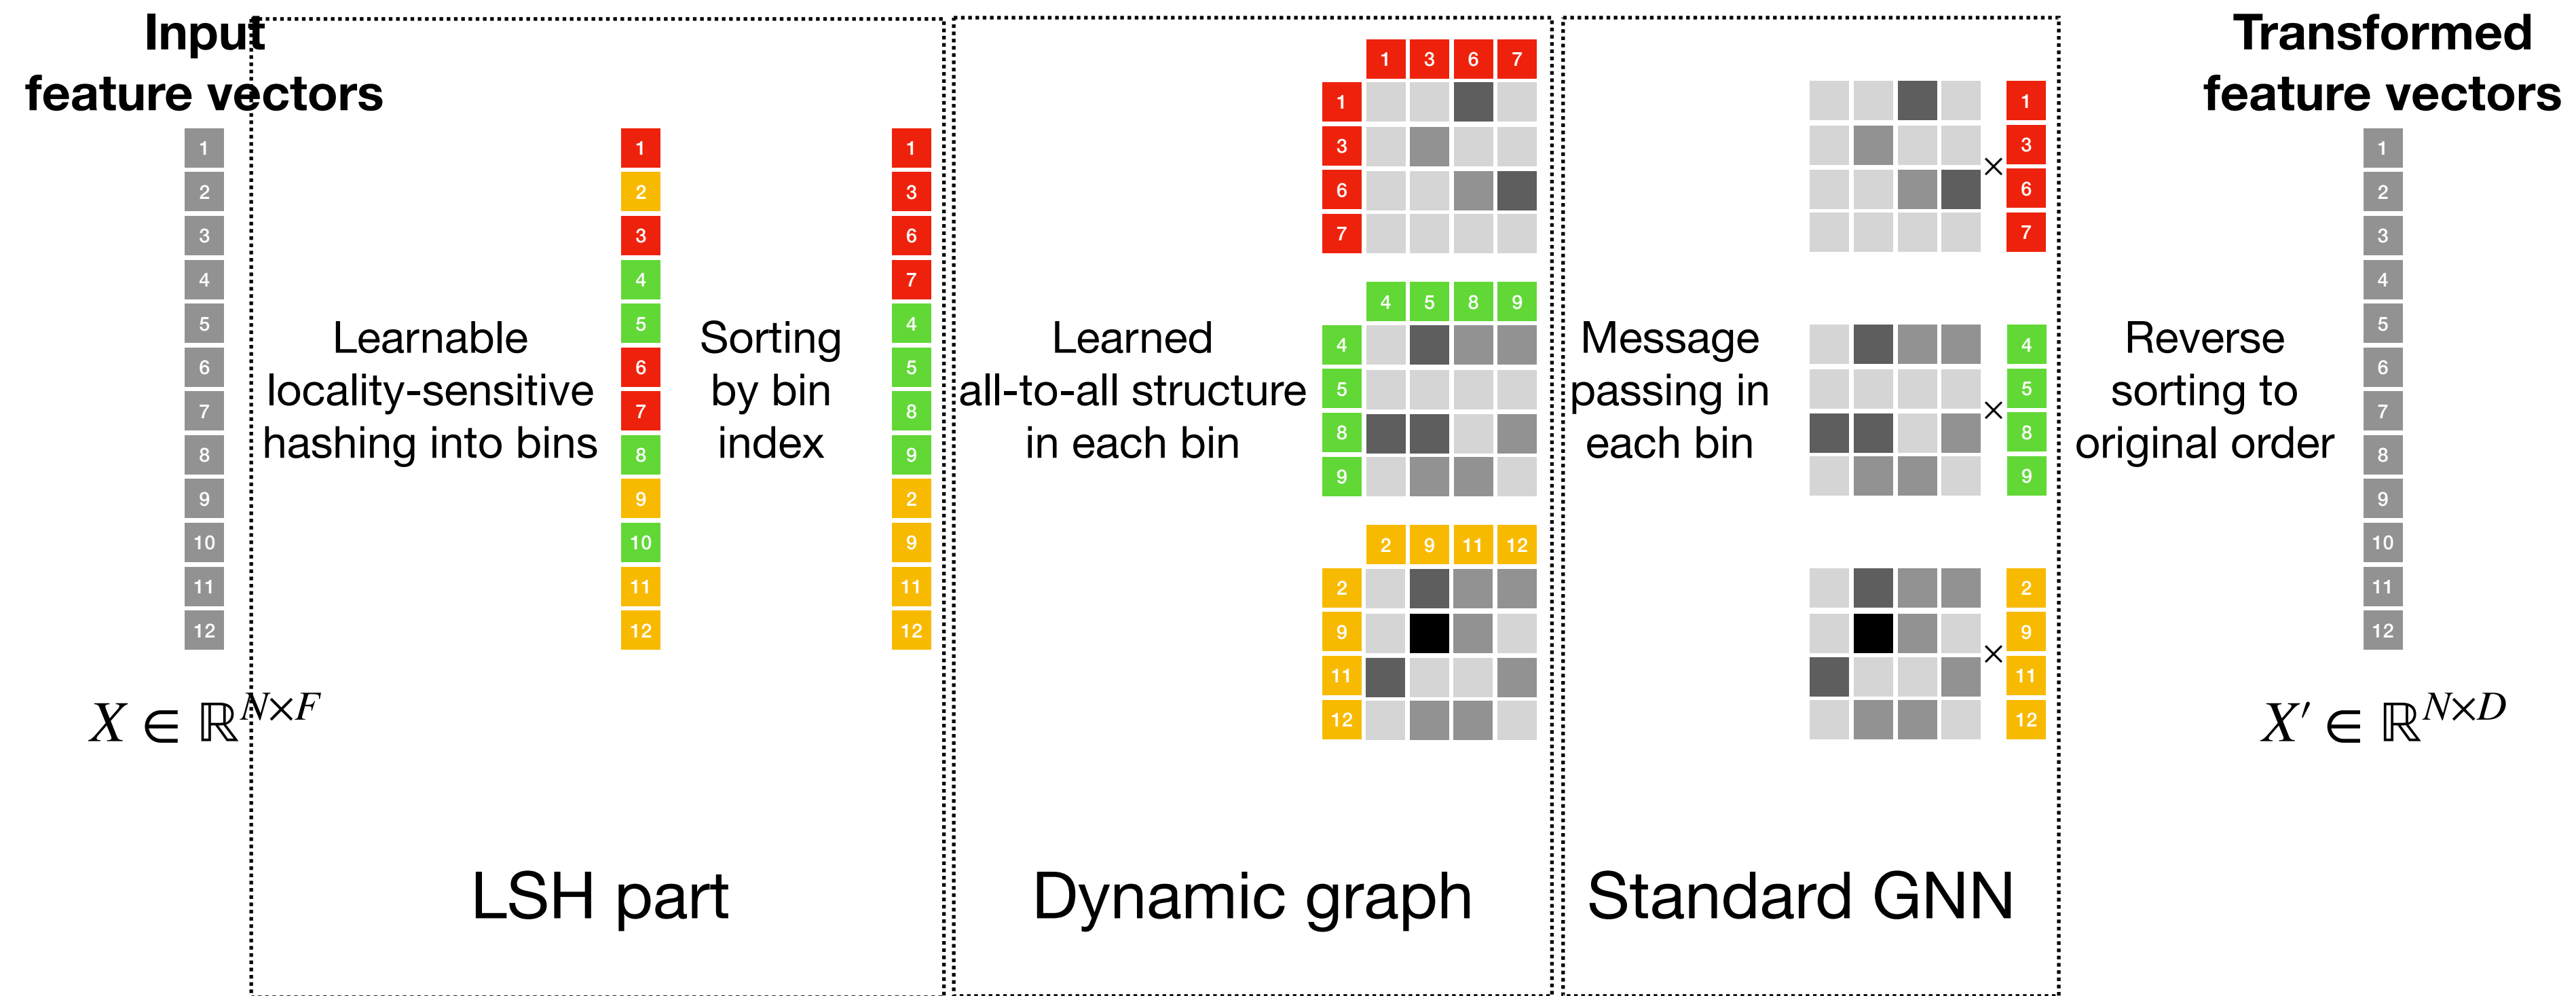 Input
feature vectors
1
2
3
4
5
6
7
8
9
10
11
12
X ∈ ℝ^{N×F}
Learnable
locality-sensitive
hashing into bins
1
2
3
4
5
6
7
8
9
10
11
12
Sorting
by bin
index
1
3
6
7
4
5
8
9
2
9
11
12
LSH part
Learned
all-to-all structure
in each bin
1 3 6 7
1
3
6
7
4 5 8 9
4
5
8
9
2 9 11 12
2
9
11
12
Dynamic graph
Message
passing in
each bin
×
1
3
6
7
×
4
5
8
9
×
2
9
11
12
Standard GNN
Reverse
sorting to
original order
Transformed
feature vectors
1
2
3
4
5
6
7
8
9
10
11
12
X′ ∈ ℝ^{N×D}